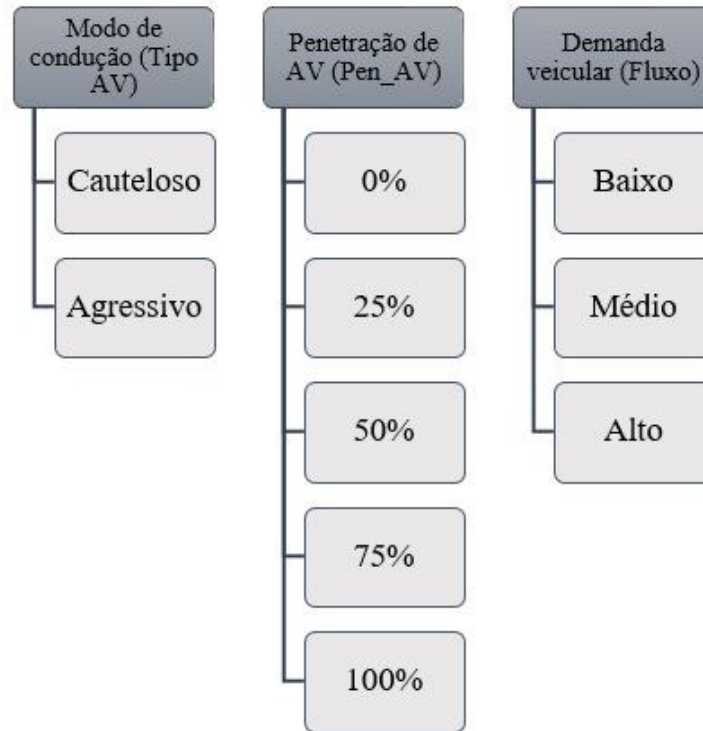 Modo de
condução (Tipo
AV)
Cauteloso
Agressivo
Penetração de
AV (Pen_AV)
0%
25%
50%
75%
100%
Demanda
veicular (Fluxo)
Baixo
Médio
Alto